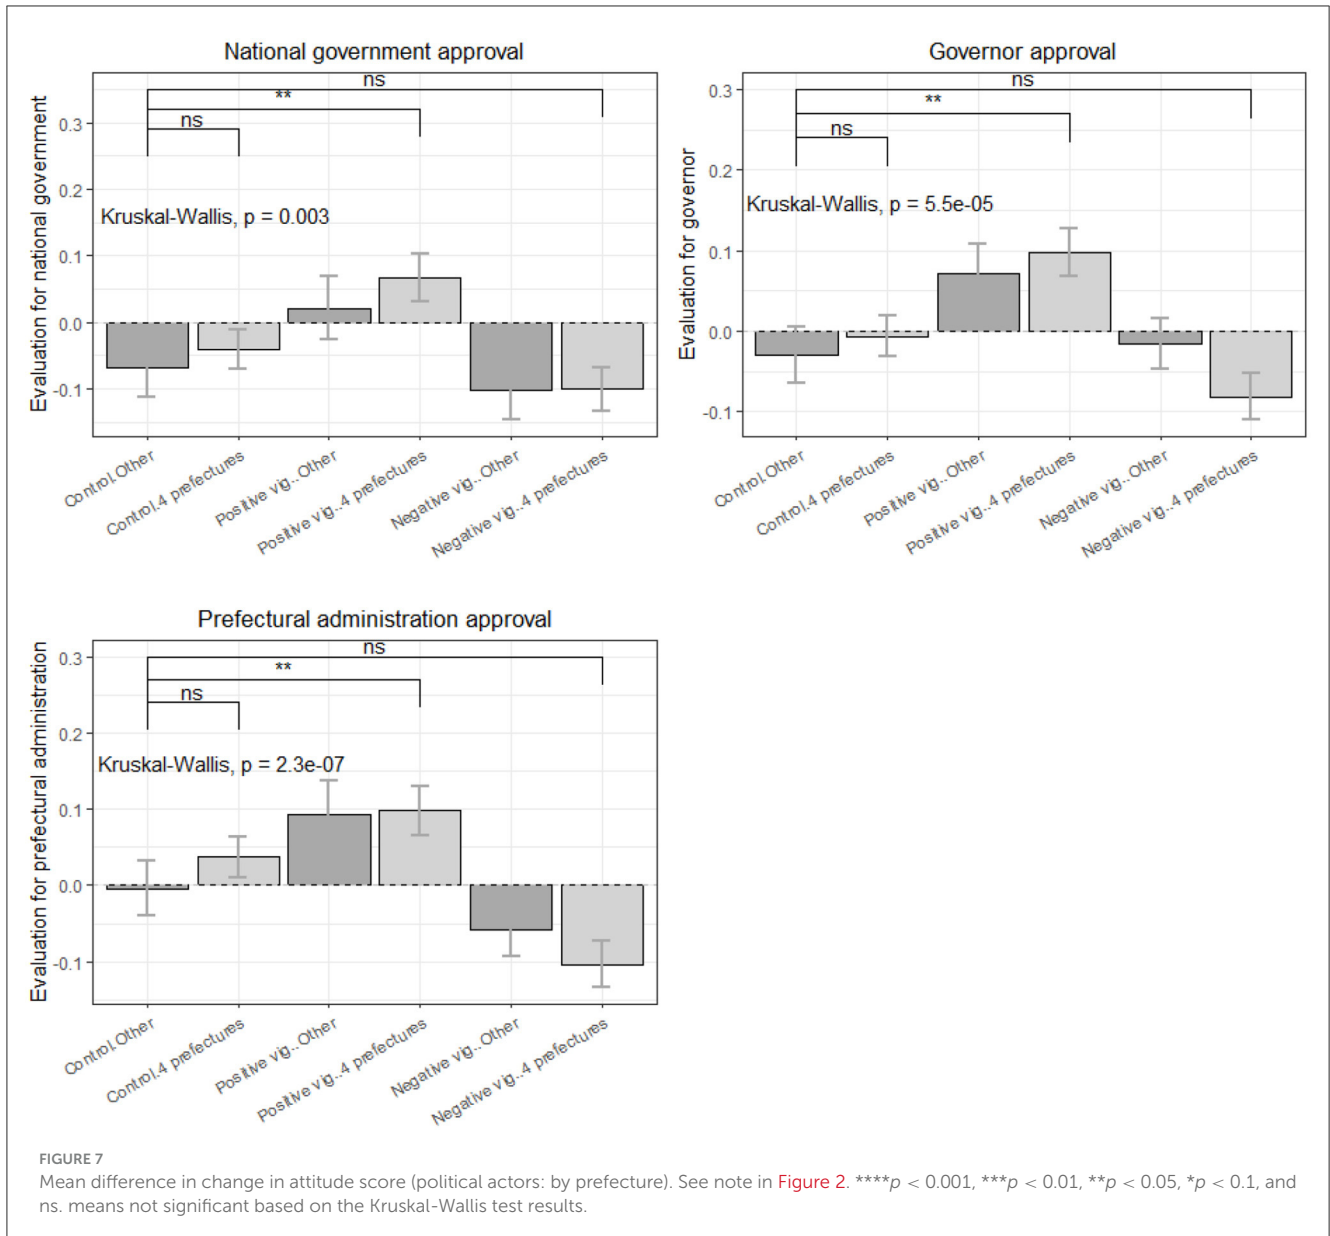 National government approval
ns
**
ns
0.3
0.2
0.1
0.0
-0.1
Evaluation for national government
Kruskal-Wallis, p = 0.003
Control.Other
Control.4 prefectures
Positive vig..Other
Positive vig..4 prefectures
Negative vig..Other
Negative vig..4 prefectures
Governor approval
ns
**
ns
0.3
0.2
0.1
0.0
-0.1
Evaluation for governor
Kruskal-Wallis, p = 5.5e-05
Control.Other
Control.4 prefectures
Positive vig..Other
Positive vig..4 prefectures
Negative vig..Other
Negative vig..4 prefectures
Prefectural administration approval
ns
**
ns
0.3
0.2
0.1
0.0
-0.1
Evaluation for prefectural administration
Kruskal-Wallis, p = 2.3e-07
Control.Other
Control.4 prefectures
Positive vig..Other
Positive vig..4 prefectures
Negative vig..Other
Negative vig..4 prefectures
FIGURE 7
Mean difference in change in attitude score (political actors: by prefecture). See note in Figure 2. ****p < 0.001, ***p < 0.01, **p < 0.05, *p < 0.1, and
ns. means not significant based on the Kruskal-Wallis test results.